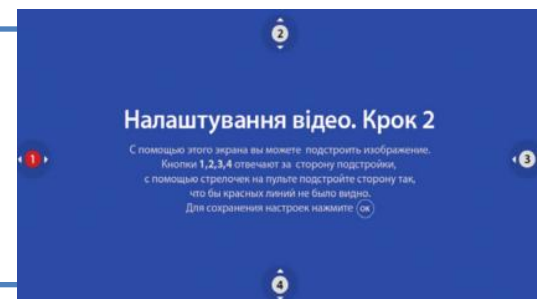 2
Налаштування відео. Крок 2
С помощью этого экрана вы можете подстроить изображение.
Кнопки 1,2,3,4 отвечают за сторону подстройки,
с помощью стрелочек на пульте подстройте сторону так,
что бы красных линий не было видно.
Для сохранения настроек нажмите OK
1
3
4